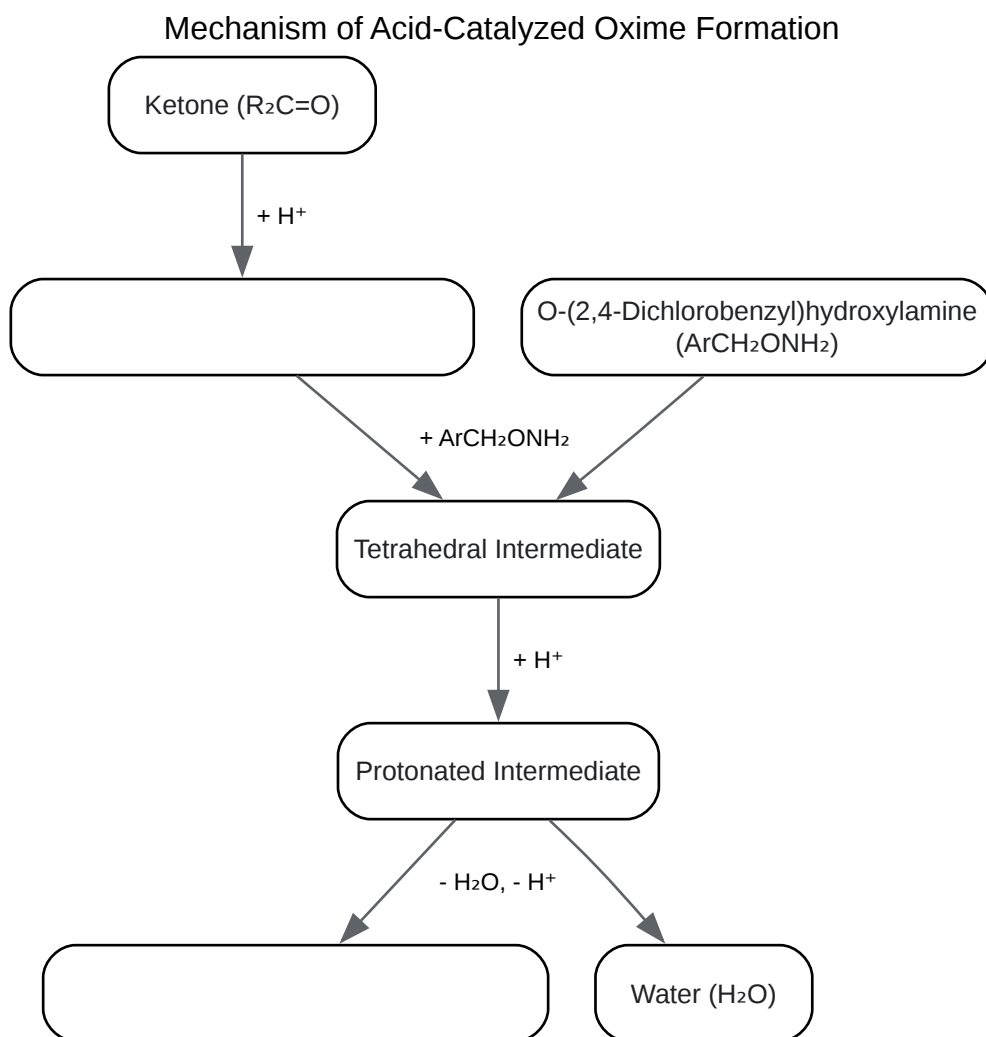 Mechanism of Acid-Catalyzed Oxime Formation
Ketone (R₂C=O)
+ H⁺
O-(2,4-Dichlorobenzyl)hydroxylamine
(ArCH₂ONH₂)
+ ArCH₂ONH₂
Tetrahedral Intermediate
+ H⁺
Protonated Intermediate
- H₂O, - H⁺
Water (H₂O)